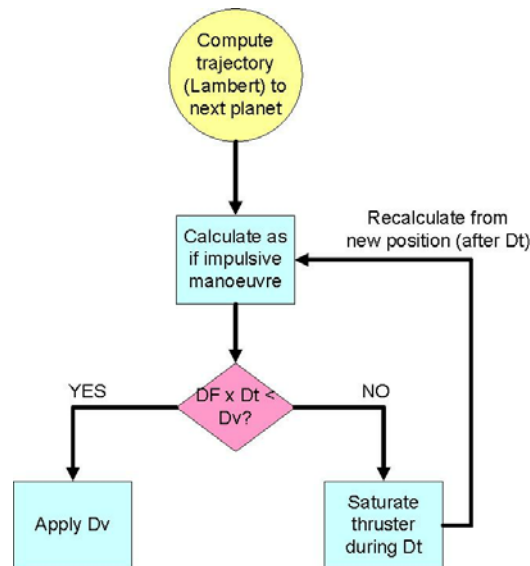 Compute
trajectory
(Lambert) to
next planet
Recalculate from
new position (after Dt)
Calculate as
if impulsive
manoeuvre
YES
DF x Dt <
Dv?
NO
Apply Dv
Saturate
thruster
during Dt